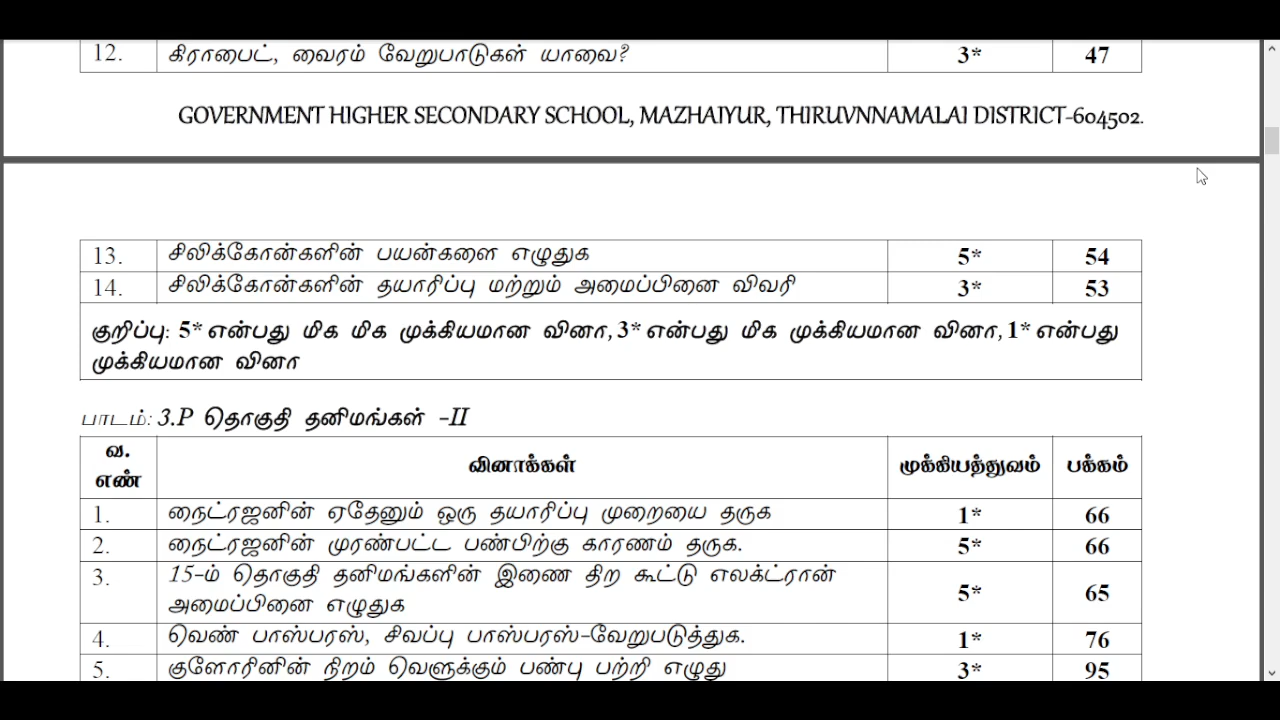 12. கிராபைட், வைரம் வேறுபாடுகள் யாவை? 3* 47
GOVERNMENT HIGHER SECONDARY SCHOOL, MAZHAIYUR, THIRUVNNAMALAI DISTRICT-604502.
13. சிலிக்கோன்களின் பயன்களை எழுதுக 5* 54
14. சிலிக்கோன்களின் தயாரிப்பு மற்றும் அமைப்பினை விவரி 3* 53
குறிப்பு: 5* என்பது மிக மிக முக்கியமான வினா, 3* என்பது மிக முக்கியமான வினா, 1* என்பது
முக்கியமான வினா
பாடம்: 3.P தொகுதி தனிமங்கள் -II
வ. எண் வினாக்கள் முக்கியத்துவம் பக்கம்
1. நைட்ரஜனின் ஏதேனும் ஒரு தயாரிப்பு முறையை தருக 1* 66
2. நைட்ரஜனின் முரண்பட்ட பண்பிற்கு காரணம் தருக. 5* 66
3. 15-ம் தொகுதி தனிமங்களின் இணை திற கூட்டு எலக்ட்ரான்
அமைப்பினை எழுதுக 5* 65
4. வெண் பாஸ்பரஸ், சிவப்பு பாஸ்பரஸ்-வேறுபடுத்துக. 1* 76
5. குளோரினின் நிறம் வெளுக்கும் பண்பு பற்றி எழுது 3* 95